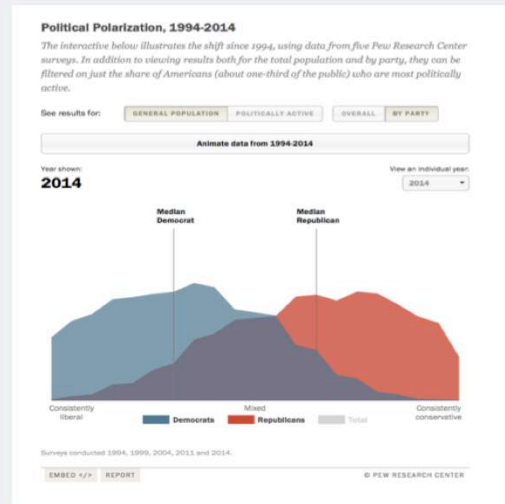 Political Polarization, 1994-2014
The interactive below illustrates the shift since 1994, using data from five Pew Research Center
surveys. In addition to viewing results both for the total population and by party, they can be
filtered on just the share of Americans (about one-third of the public) who are most politically
active.
See results for: GENERAL POPULATION POLITICALLY ACTIVE OVERALL BY PARTY
Animate data from 1994-2014
Year shown: View an individual year:
2014 2014
Median Median
Democrat Republican
Consistently Mixed Consistently
liberal conservative
Democrats Republicans Total
Surveys conducted 1994, 1999, 2004, 2011 and 2014.
EMBED </> REPORT © PEW RESEARCH CENTER